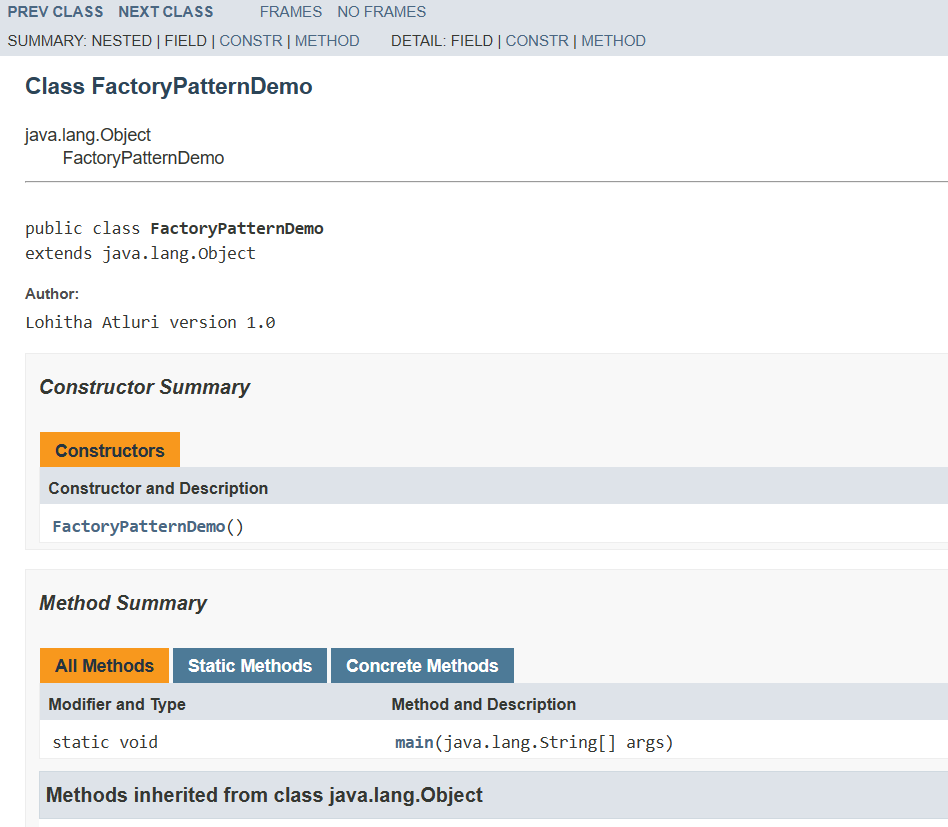 PREV CLASS NEXT CLASS FRAMES NO FRAMES
SUMMARY: NESTED | FIELD | CONSTR | METHOD DETAIL: FIELD | CONSTR | METHOD
Class FactoryPatternDemo
java.lang.Object
FactoryPatternDemo
public class FactoryPatternDemo
extends java.lang.Object
Author:
Lohitha Atluri version 1.0
Constructor Summary
Constructors
Constructor and Description
FactoryPatternDemo()
Method Summary
All Methods Static Methods Concrete Methods
Modifier and Type Method and Description
static void main(java.lang.String[] args)
Methods inherited from class java.lang.Object